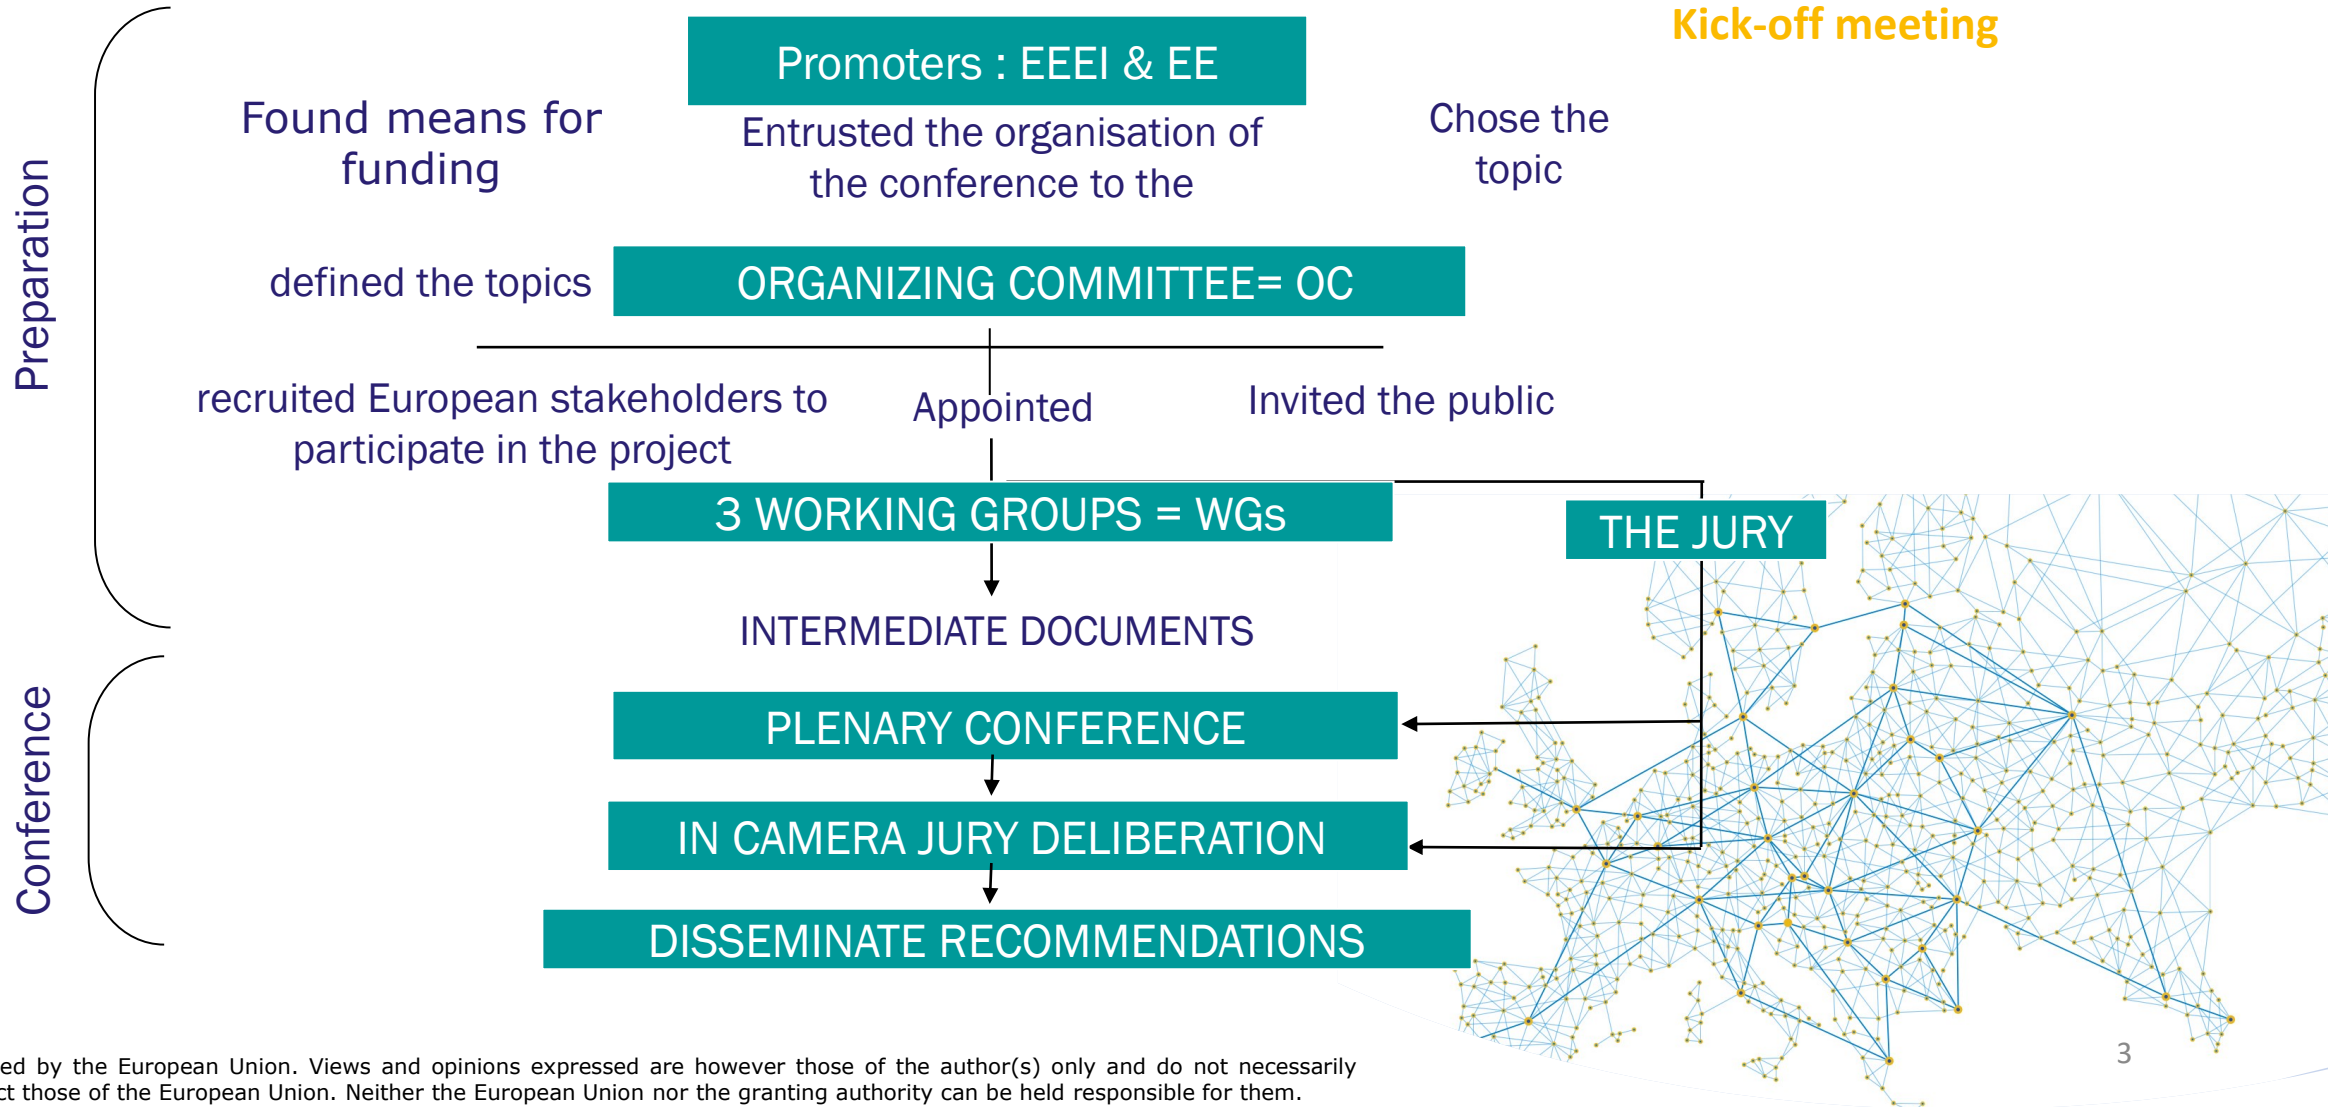 Kick-off meeting
Promoters : EEEI & EE
Found means for
funding
Entrusted the organisation of
the conference to the
Chose the
topic
Preparation
defined the topics
ORGANIZING COMMITTEE= OC
recruited European stakeholders to
participate in the project
Appointed
Invited the public
3 WORKING GROUPS = WGs
THE JURY
INTERMEDIATE DOCUMENTS
Conference
PLENARY CONFERENCE
IN CAMERA JURY DELIBERATION
DISSEMINATE RECOMMENDATIONS
by the European Union. Views and opinions expressed are however those of the author(s) only and do not necessarily
those of the European Union. Neither the European Union nor the granting authority can be held responsible for them.
3